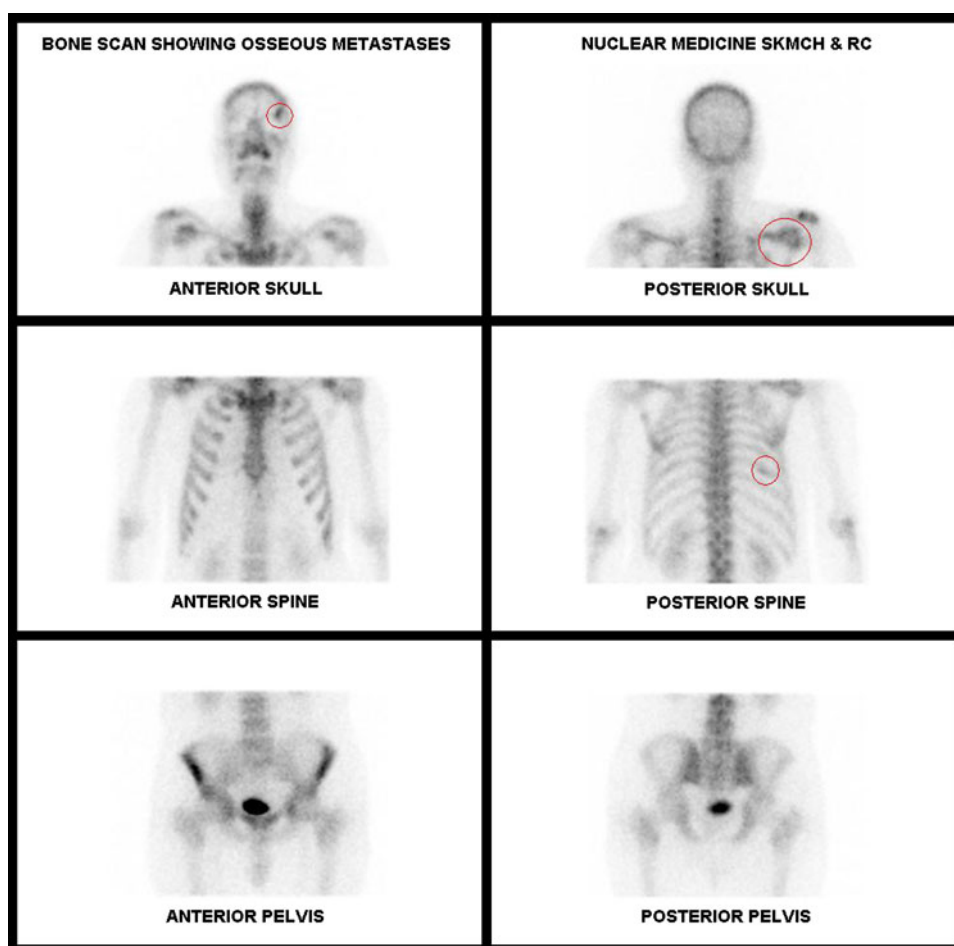 BONE SCAN SHOWING OSSEOUS METASTASES
NUCLEAR MEDICINE SKMCH & RC
ANTERIOR SKULL
POSTERIOR SKULL
ANTERIOR SPINE
POSTERIOR SPINE
ANTERIOR PELVIS
POSTERIOR PELVIS